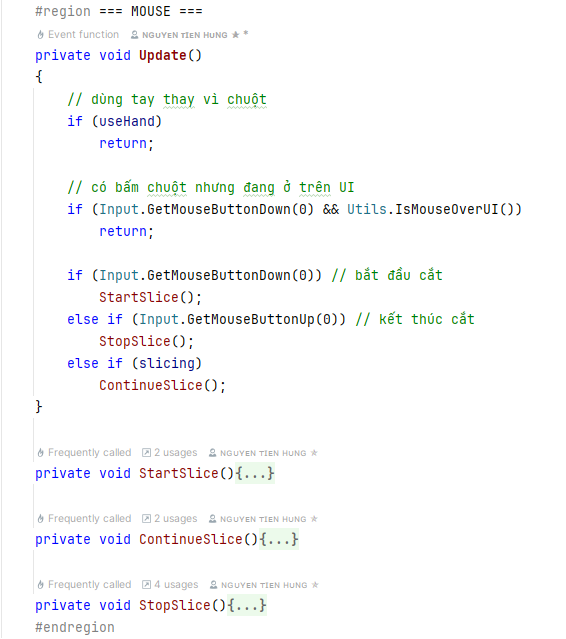 #region === MOUSE ===
Event function NGUYEN TIEN HUNG ★ *
private void Update()
{
// dùng tay thay vì chuột
if (useHand)
return;
// có bấm chuột nhưng đang ở trên UI
if (Input.GetMouseButtonDown(0) && Utils.IsMouseOverUI())
return;
if (Input.GetMouseButtonDown(0)) // bắt đầu cắt
StartSlice();
else if (Input.GetMouseButtonUp(0)) // kết thúc cắt
StopSlice();
else if (slicing)
ContinueSlice();
}
Frequently called 2 usages NGUYEN TIEN HUNG ★
private void StartSlice(){...}
Frequently called 2 usages NGUYEN TIEN HUNG ★
private void ContinueSlice(){...}
Frequently called 4 usages NGUYEN TIEN HUNG ★
private void StopSlice(){...}
#endregion